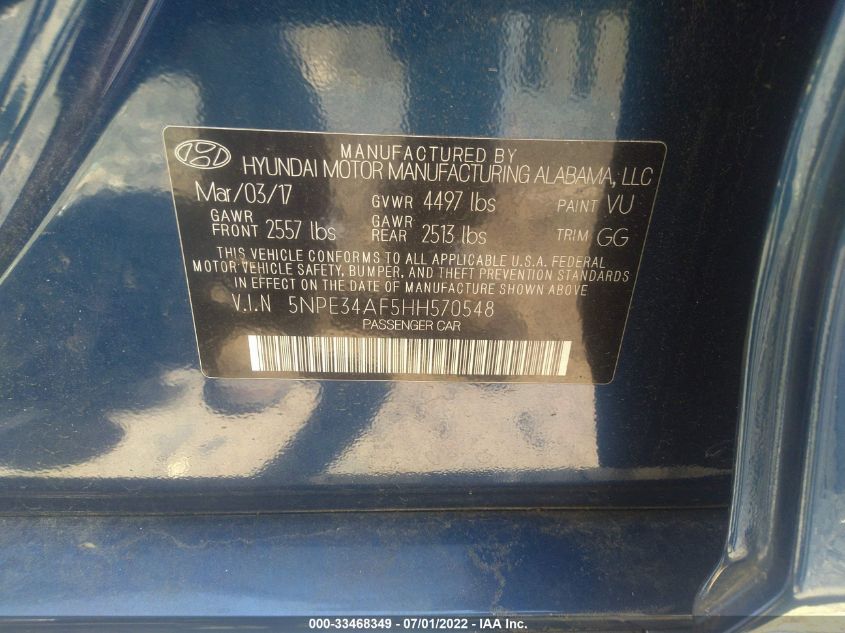 MANUFACTURED BY
HYUNDAI MOTOR MANUFACTURING ALABAMA, LLC
Mar/03/17 GVWR 4497 lbs PAINT VU
GAWR FRONT 2557 lbs GAWR REAR 2513 lbs TRIM GG
THIS VEHICLE CONFORMS TO ALL APPLICABLE U.S.A. FEDERAL
MOTOR VEHICLE SAFETY, BUMPER, AND THEFT PREVENTION STANDARDS
IN EFFECT ON THE DATE OF MANUFACTURE SHOWN ABOVE
V.I.N 5NPE34AF5HH570548
PASSENGER CAR
000-33468349 - 07/01/2022 - IAA Inc.